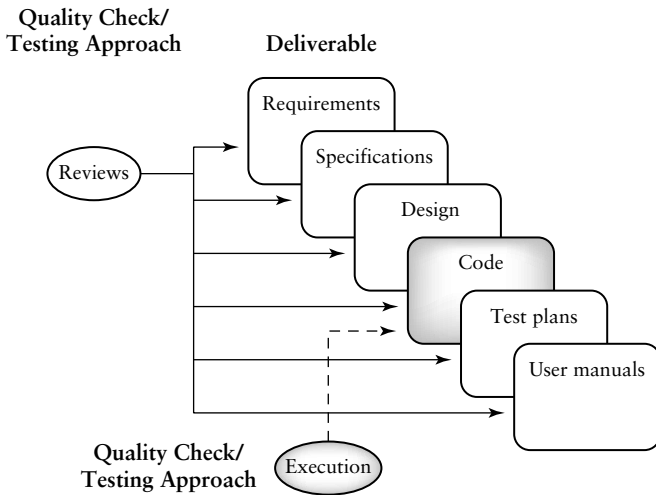 Quality Check/
Testing Approach
Deliverable
Requirements
Reviews
Specifications
Design
Code
Test plans
User manuals
Quality Check/
Testing Approach
Execution